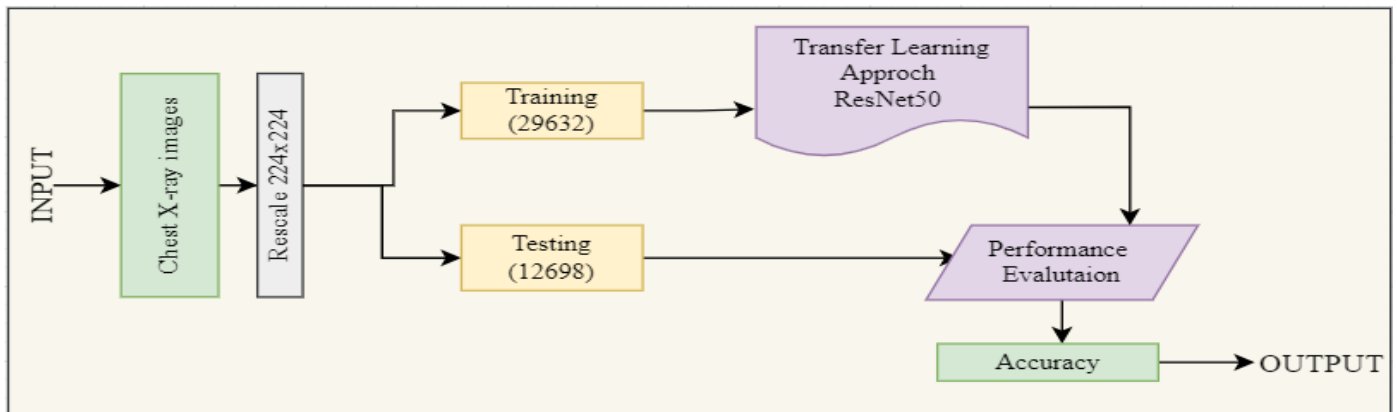 INPUT
Chest X-ray images
Rescale 224x224
Training
(29632)
Transfer Learning
Approch
ResNet50
Testing
(12698)
Performance
Evalutaion
Accuracy
OUTPUT